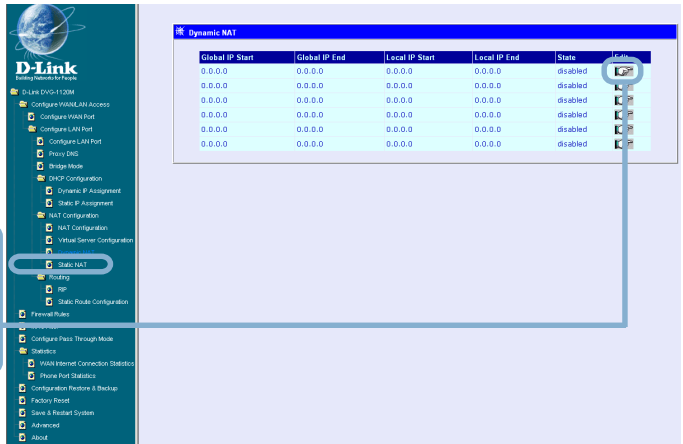 D-Link
Building Networks for People
D-Link DVG-1120M
Configure WAN/LAN Access
Configure WAN Port
Configure LAN Port
Configure LAN Port
Proxy DNS
Bridge Mode
DHCP Configuration
Dynamic IP Assignment
Static IP Assignment
NAT Configuration
NAT Configuration
Virtual Server Configuration
Static NAT
Routing
RIP
Static Route Configuration
Firewall Rules
Configure Pass Through Mode
Statistics
WAN Internet Connection Statistics
Phone Port Statistics
Configuration Restore & Backup
Factory Reset
Save & Restart System
Advanced
About
Dynamic NAT
Global IP Start Global IP End Local IP Start Local IP End State Edit
0.0.0.0 0.0.0.0 0.0.0.0 0.0.0.0 disabled
0.0.0.0 0.0.0.0 0.0.0.0 0.0.0.0 disabled
0.0.0.0 0.0.0.0 0.0.0.0 0.0.0.0 disabled
0.0.0.0 0.0.0.0 0.0.0.0 0.0.0.0 disabled
0.0.0.0 0.0.0.0 0.0.0.0 0.0.0.0 disabled
0.0.0.0 0.0.0.0 0.0.0.0 0.0.0.0 disabled